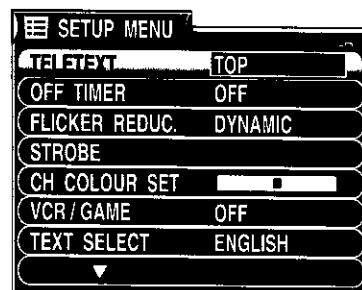 SETUP MENU
TELETEXT TOP
OFF TIMER OFF
FLICKER REDUC. DYNAMIC
STROBE
CH COLOUR SET
VCR / GAME OFF
TEXT SELECT ENGLISH